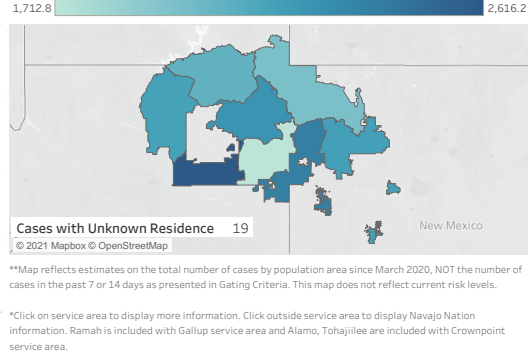 1,712.8 2,616.2
New Mexico
Cases with Unknown Residence 19
© 2021 Mapbox © OpenStreetMap
**Map reflects estimates on the total number of cases by population area since March 2020, NOT the number of
cases in the past 7 or 14 days as presented in Gating Criteria. This map does not reflect current risk levels.
*Click on service area to display more information. Click outside service area to display Navajo Nation
information. Ramah is included with Gallup service area and Alamo, Tohajiilee are included with Crownpoint
service area.